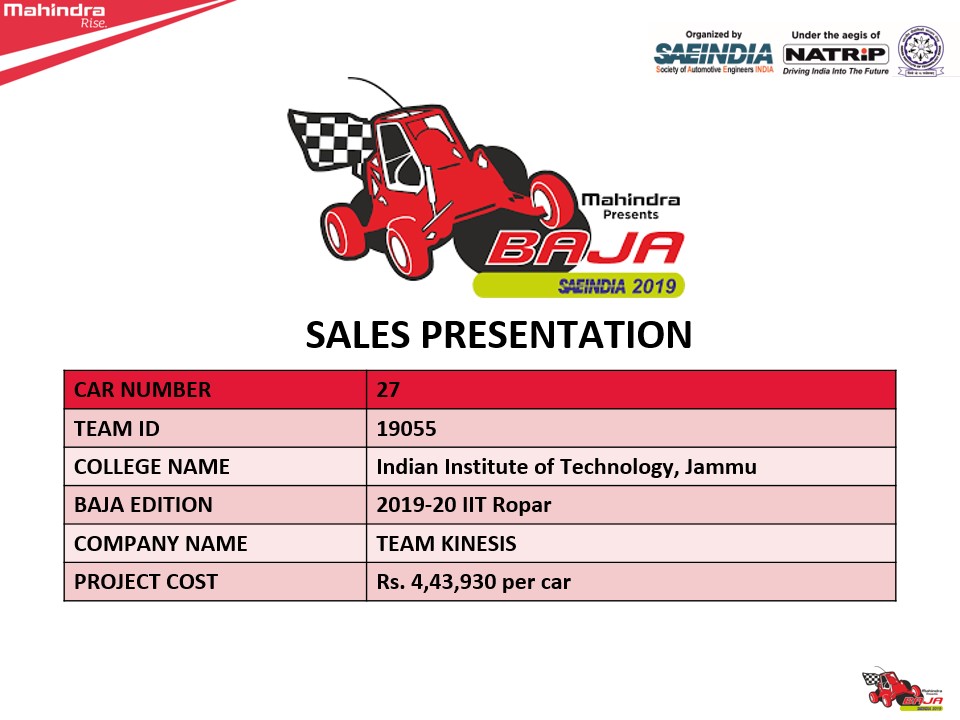 Mahindra
Rise.
Organized by
SAEINDIA
Society of Automotive Engineers INDIA
Under the aegis of
NATRiP
Driving India Into The Future
Mahindra
Presents
BAJA
SAEINDIA 2019
SALES PRESENTATION
CAR NUMBER 27
TEAM ID 19055
COLLEGE NAME Indian Institute of Technology, Jammu
BAJA EDITION 2019-20 IIT Ropar
COMPANY NAME TEAM KINESIS
PROJECT COST Rs. 4,43,930 per car
Mahindra
Presents
BAJA
SAEINDIA 2019